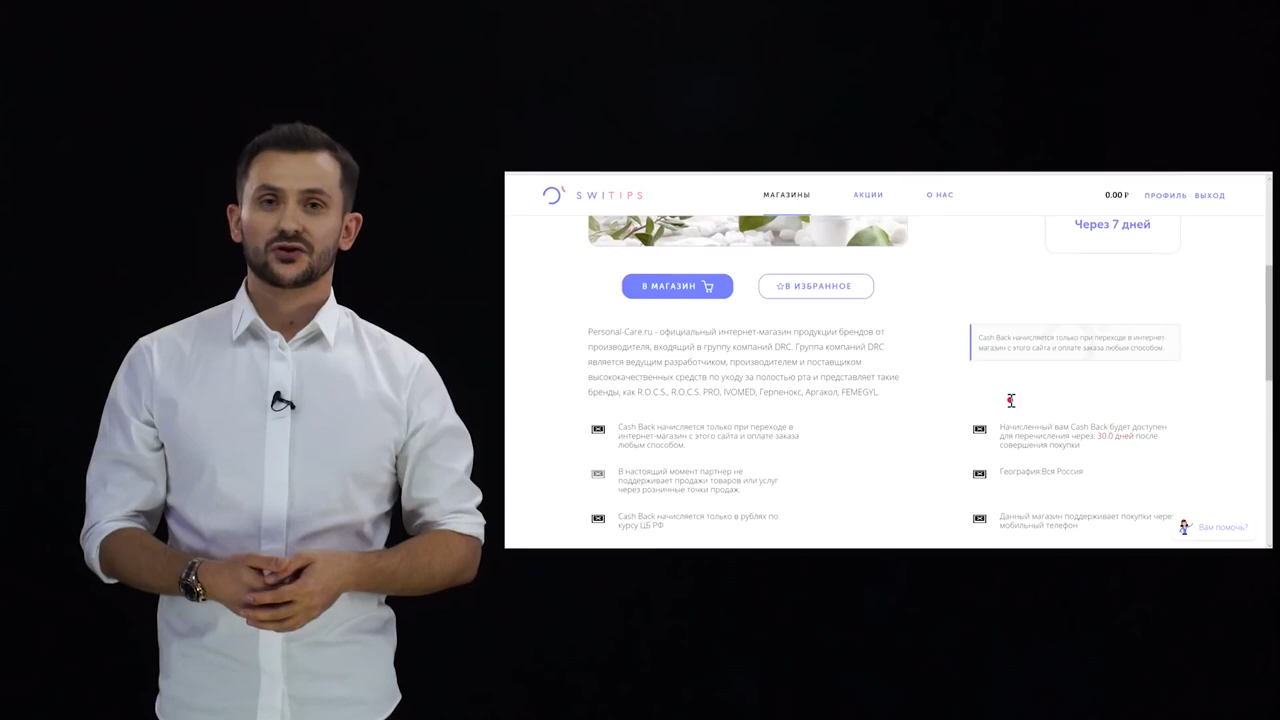 SWITIPS
МАГАЗИНЫ
АКЦИИ
О НАС
0.00 ₽
ПРОФИЛЬ
ВЫХОД
Через 7 дней
В МАГАЗИН
В ИЗБРАННОЕ
Personal-Care.ru - официальный интернет-магазин продукции брендов от
производителя, входящий в группу компаний DRC. Группа компаний DRC
является ведущим разработчиком, производителем и поставщиком
высококачественных средств по уходу за полостью рта и представляет такие
бренды, как R.O.C.S., R.O.C.S. PRO, IVOMED, Герпенокс, Аргакол, FEMEGYL.
Cash Back начисляется только при переходе в интернет-
магазин с этого сайта и оплате заказа любым способом.
Cash Back начисляется только при переходе в
интернет-магазин с этого сайта и оплате заказа
любым способом.
Начисленный вам Cash Back будет доступен
для перечисления через: 30.0 дней после
совершения покупки
В настоящий момент партнер не
поддерживает продажи товаров или услуг
через розничные точки продаж.
География:Вся Россия
Cash Back начисляется только в рублях по
курсу ЦБ РФ
Данный магазин поддерживает покупки через
мобильный телефон
Вам помочь?